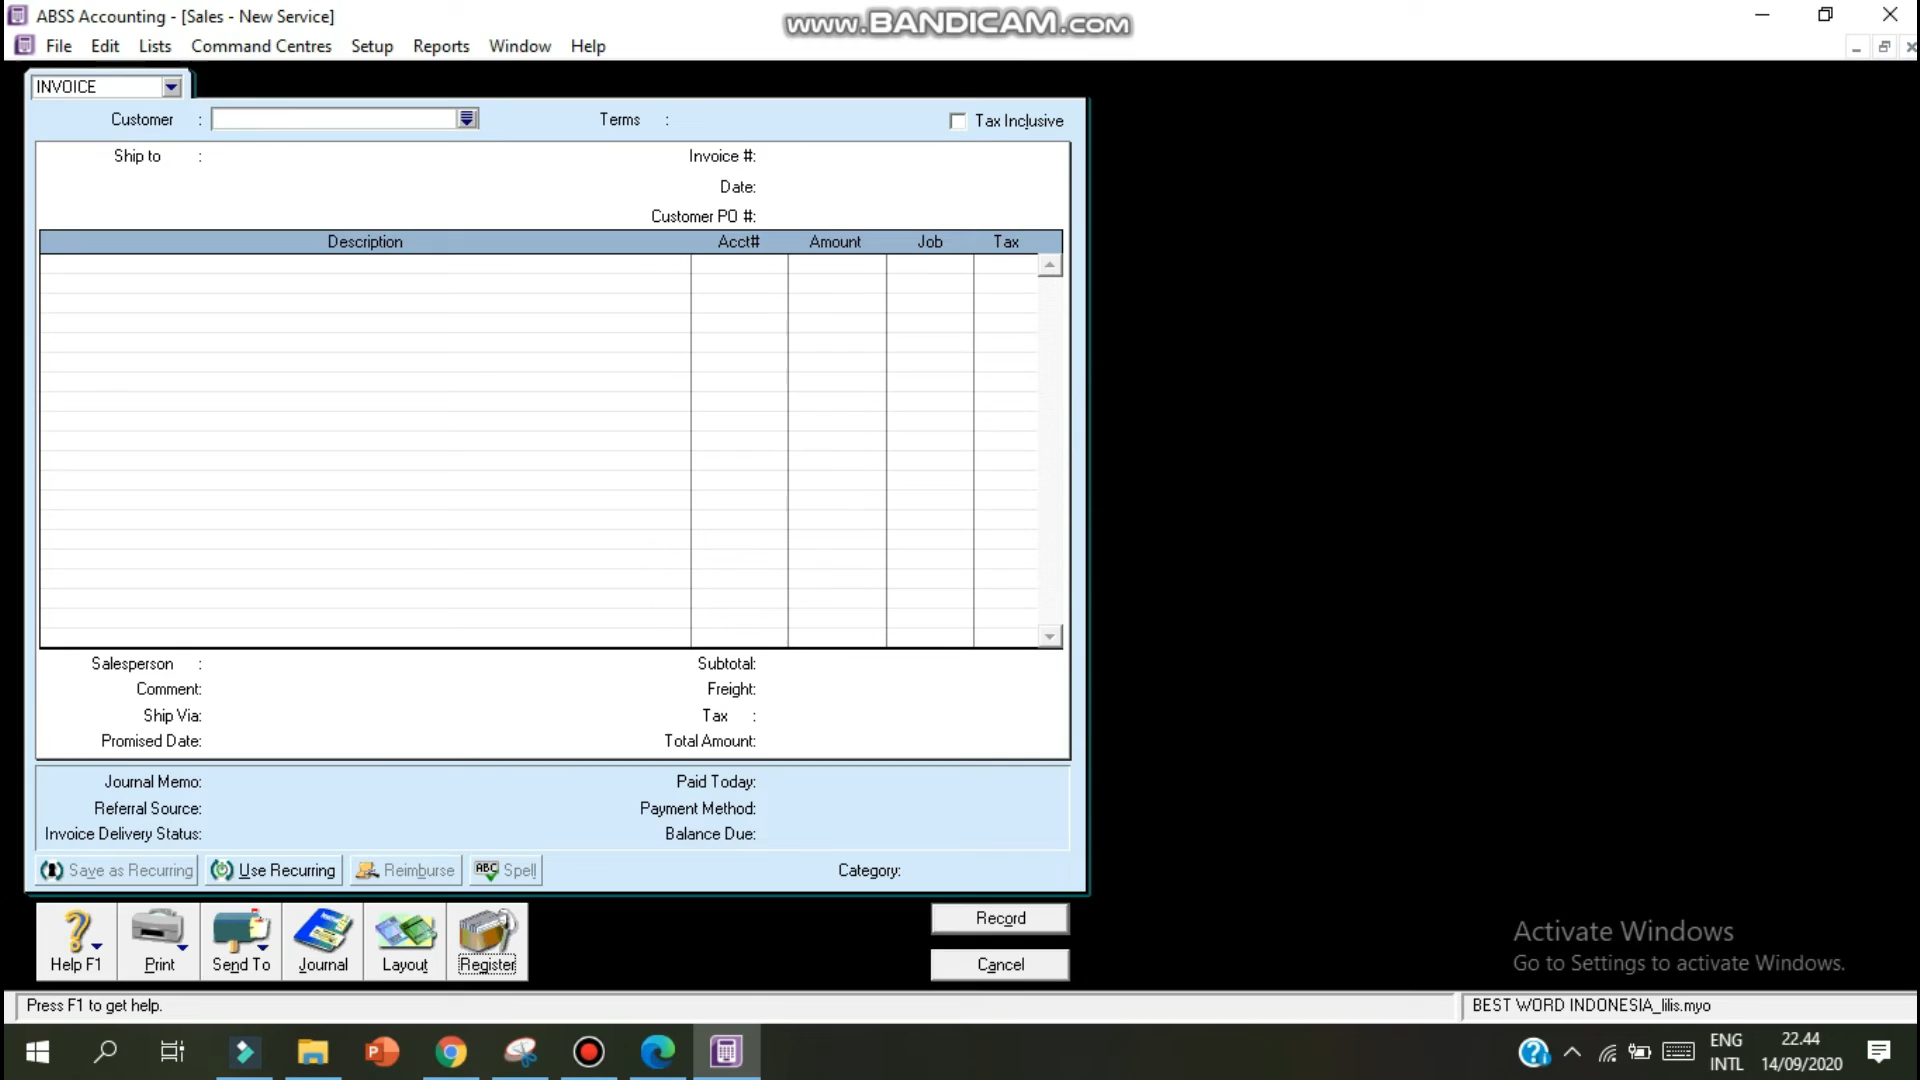 ABSS Accounting - [Sales - New Service]
www.BANDICAM.com
File Edit Lists Command Centres Setup Reports Window Help
INVOICE
Customer :
Terms :
Tax Inclusive
Ship to :
Invoice #:
Date:
Customer PO #:
Description Acct# Amount Job Tax
Salesperson :
Subtotal:
Comment:
Freight:
Ship Via:
Tax :
Promised Date:
Total Amount:
Journal Memo:
Paid Today:
Referral Source:
Payment Method:
Invoice Delivery Status:
Balance Due:
Save as Recurring Use Recurring Reimburse ABC Spell Category:
Record
Help F1 Print Send To Journal Layout Register
Cancel
Activate Windows
Go to Settings to activate Windows.
Press F1 to get help.
BEST WORD INDONESIA_lilis.myo
ENG
INTL
22.44
14/09/2020